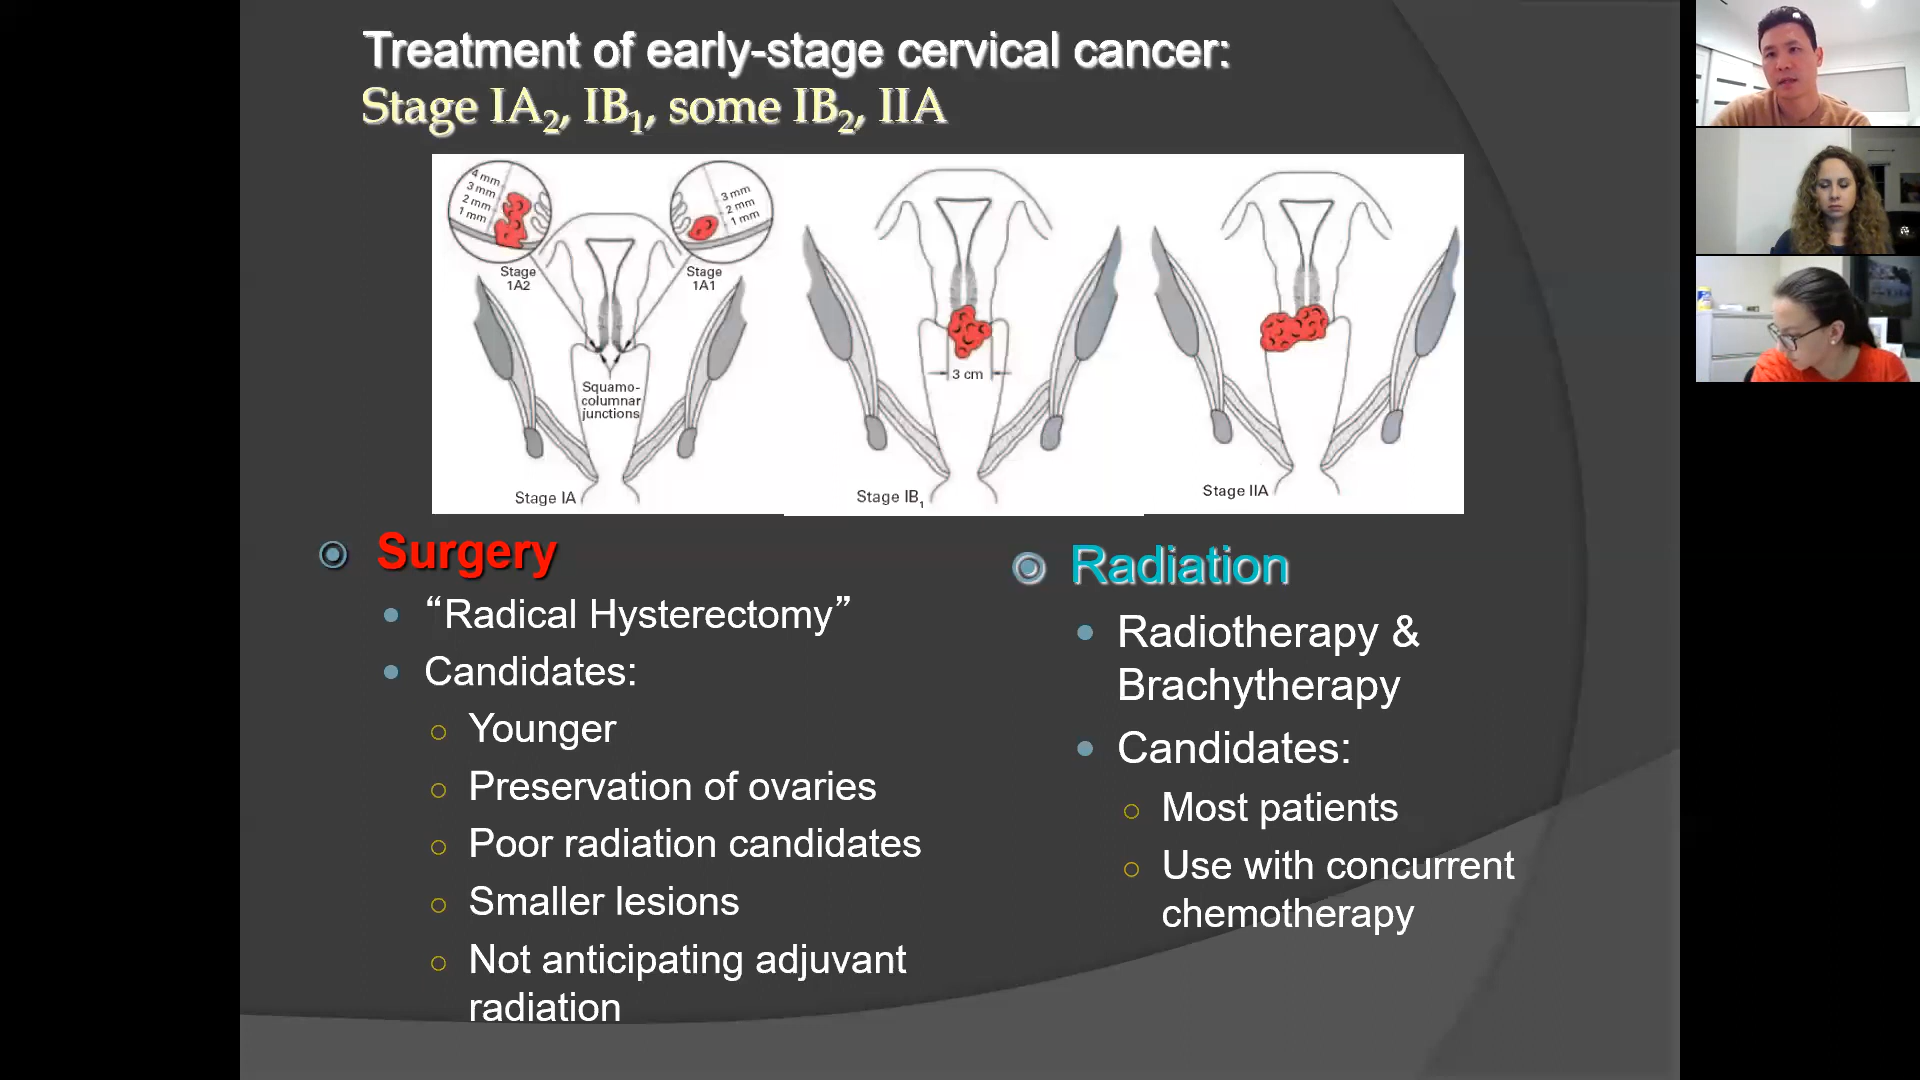 Treatment of early-stage cervical cancer:
Stage IA₂, IB₁, some IB₂, IIA
4 mm
3 mm
2 mm
1 mm
3 mm
2 mm
1 mm
Stage
1A2
Stage
1A1
Squamo-
columnar
junctions
Stage IA
3 cm
Stage IB₁
Stage IIA
Surgery
“Radical Hysterectomy”
Candidates:
Younger
Preservation of ovaries
Poor radiation candidates
Smaller lesions
Not anticipating adjuvant
radiation
Radiation
Radiotherapy &
Brachytherapy
Candidates:
Most patients
Use with concurrent
chemotherapy